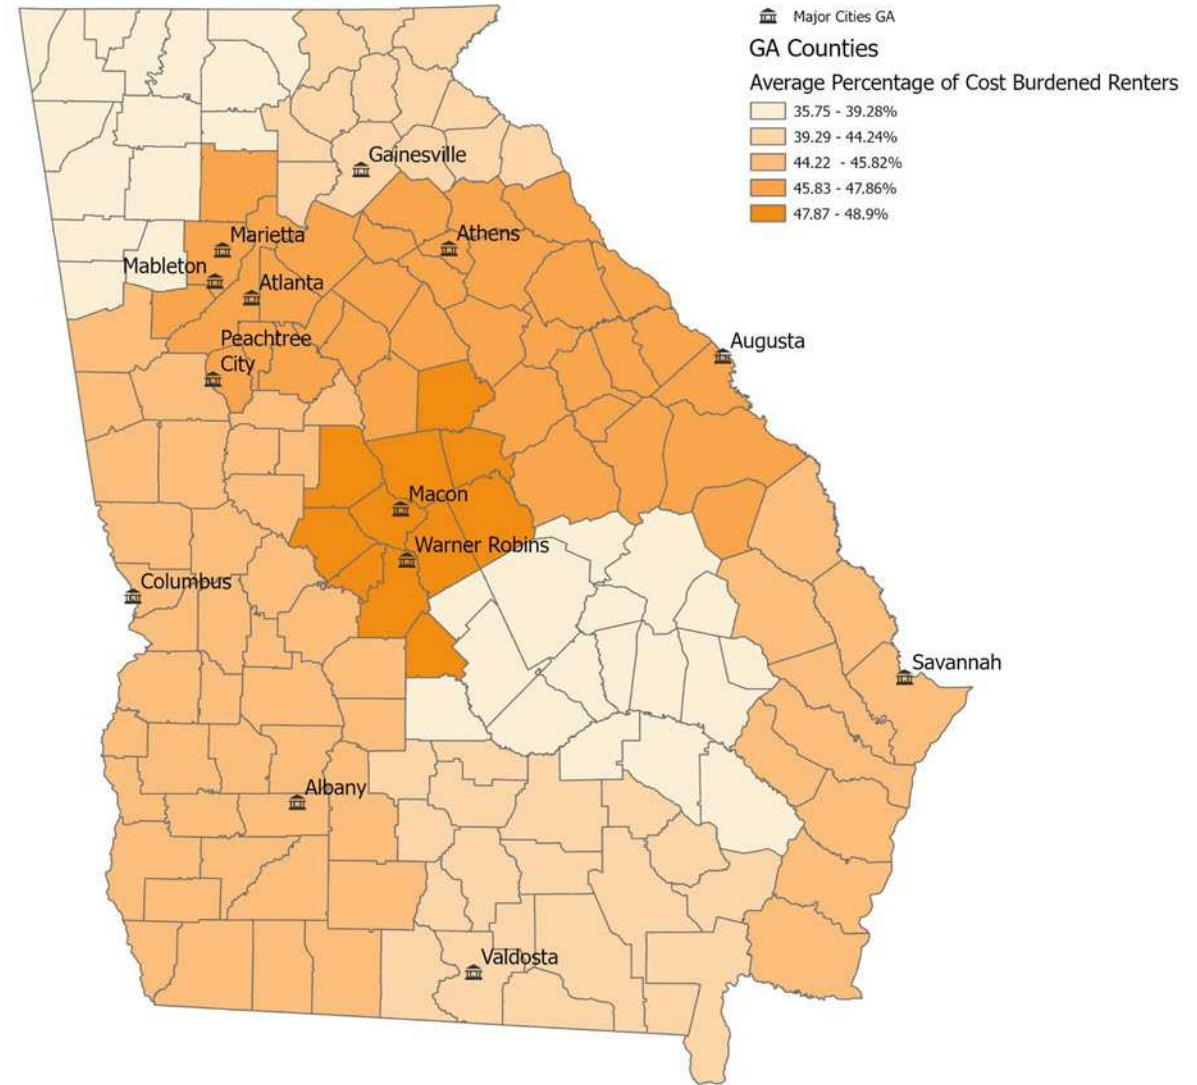 Major Cities GA
GA Counties
Average Percentage of Cost Burdened Renters
35.75 - 39.28%
39.29 - 44.24%
44.22 - 45.82%
45.83 - 47.86%
47.87 - 48.9%
Gainesville
Marietta
Athens
Mableton
Atlanta
Peachtree
City
Augusta
Macon
Warner Robins
Columbus
Savannah
Albany
Valdosta